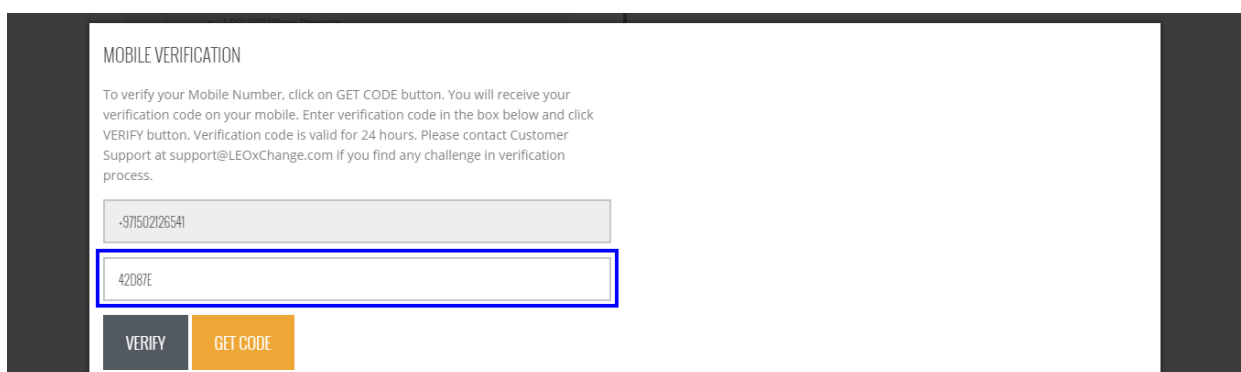 MOBILE VERIFICATION
To verify your Mobile Number, click on GET CODE button. You will receive your
verification code on your mobile. Enter verification code in the box below and click
VERIFY button. Verification code is valid for 24 hours. Please contact Customer
Support at support@LEOxChange.com if you find any challenge in verification
process.
+971502126541
42D87E
VERIFY GET CODE